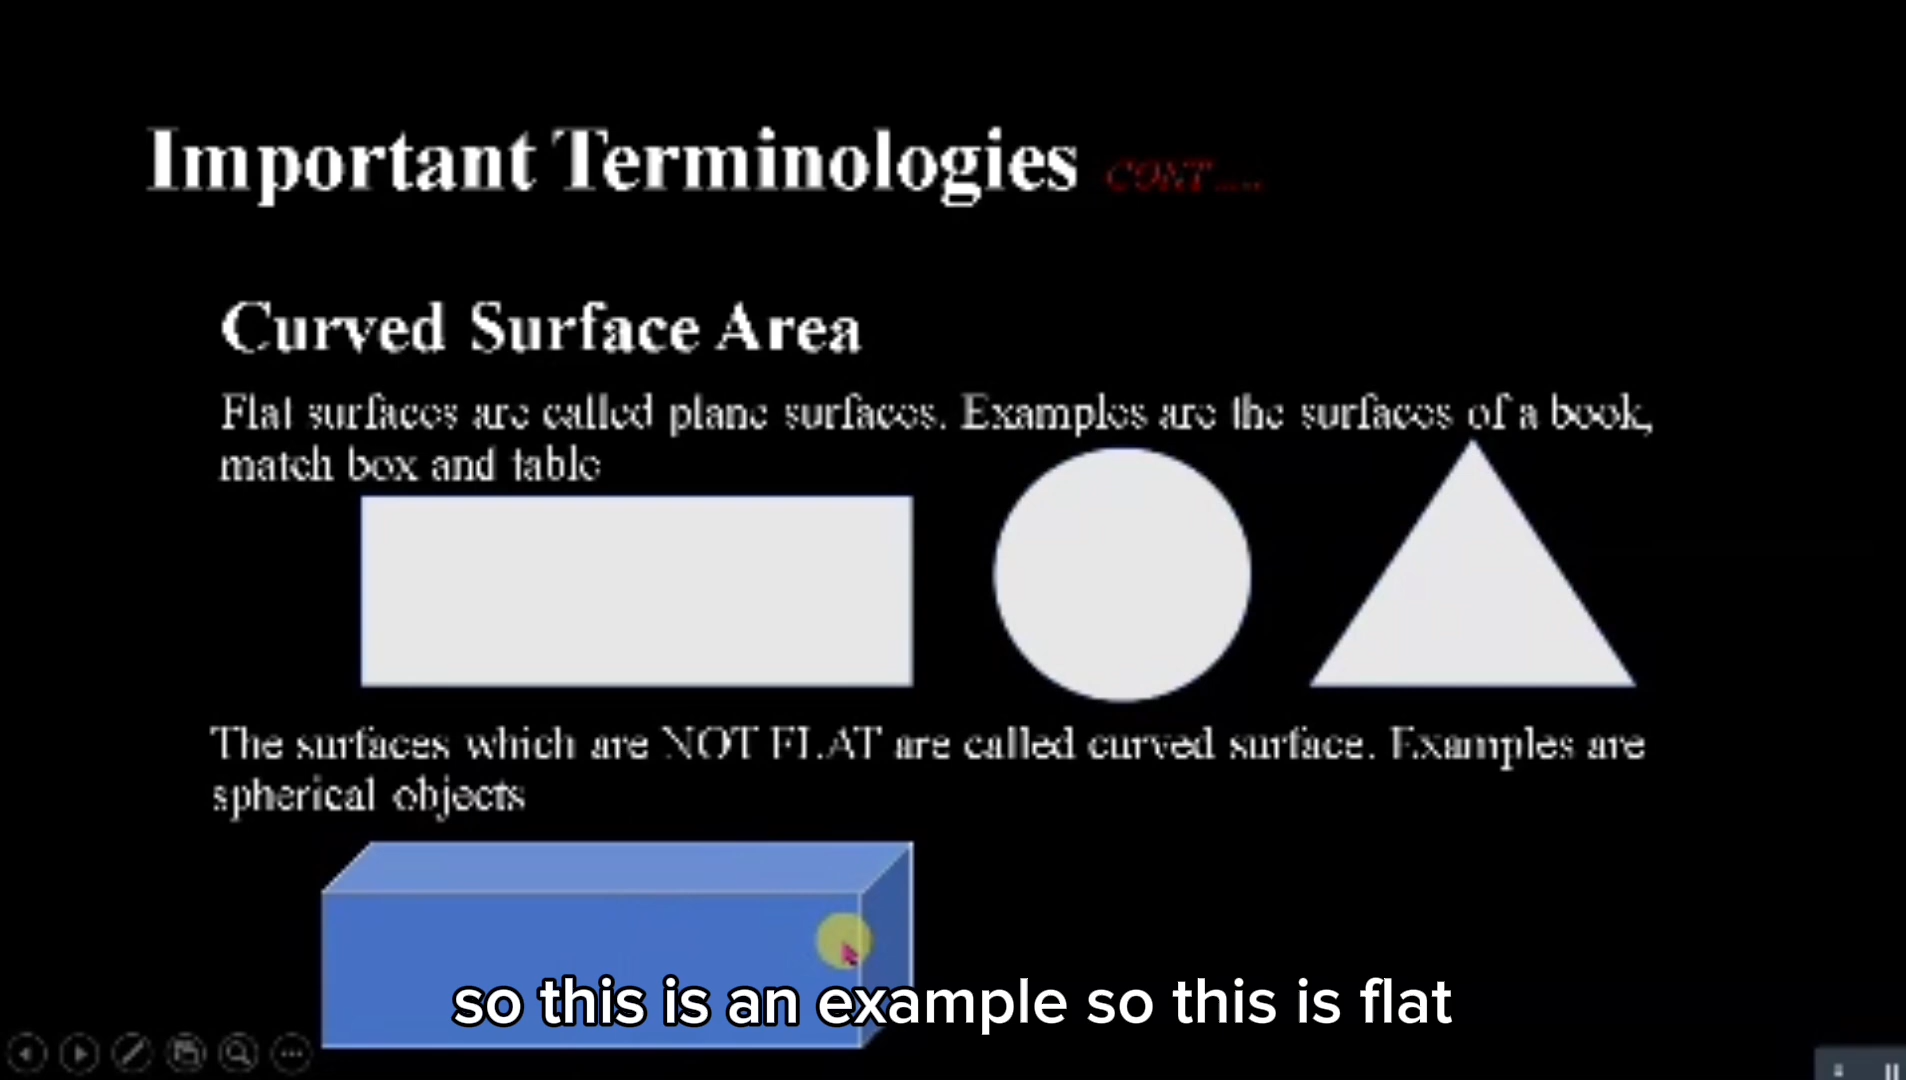 Important Terminologies CONT.....
Curved Surface Area
Flat surfaces are called plane surfaces. Examples are the surfaces of a book,
match box and table
The surfaces which are NOT FLAT are called curved surface. Examples are
spherical objects
so this is an example so this is flat